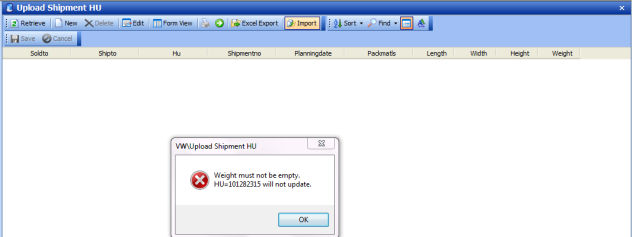 Upload Shipment HU
Retrieve New Delete Edit Form View Excel Export Import Sort Find
Save Cancel
Soldto Shipto Hu Shipmentno Planningdate Packmatls Length Width Height Weight
VW\Upload Shipment HU
Weight must not be empty.
HU=101282315 will not update.
OK